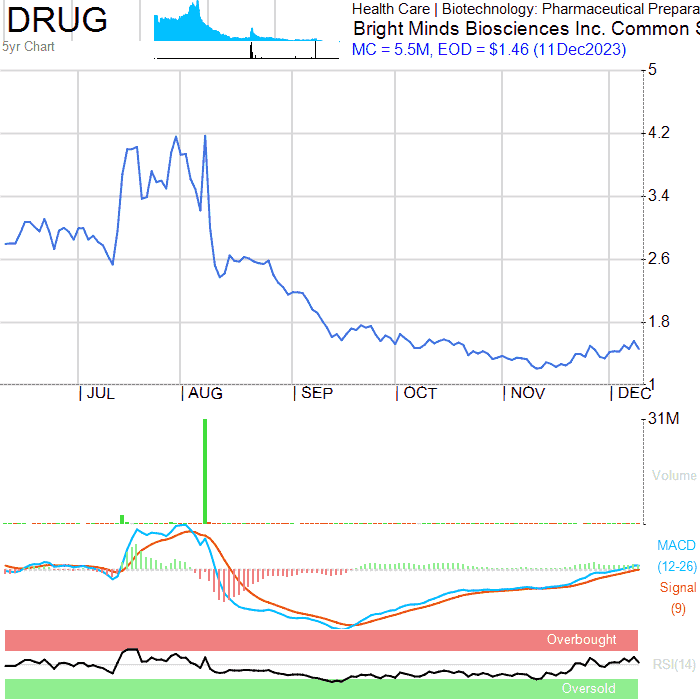 DRUG
5yr Chart
Health Care | Biotechnology: Pharmaceutical Prepara
Bright Minds Biosciences Inc. Common S
MC = 5.5M, EOD = $1.46 (11Dec2023)
5
4.2
3.4
2.6
1.8
1
| JUL | AUG | SEP | OCT | NOV | DEC
31M
Volume
MACD
(12-26)
Signal
(9)
Overbought
RSI(14)
Oversold